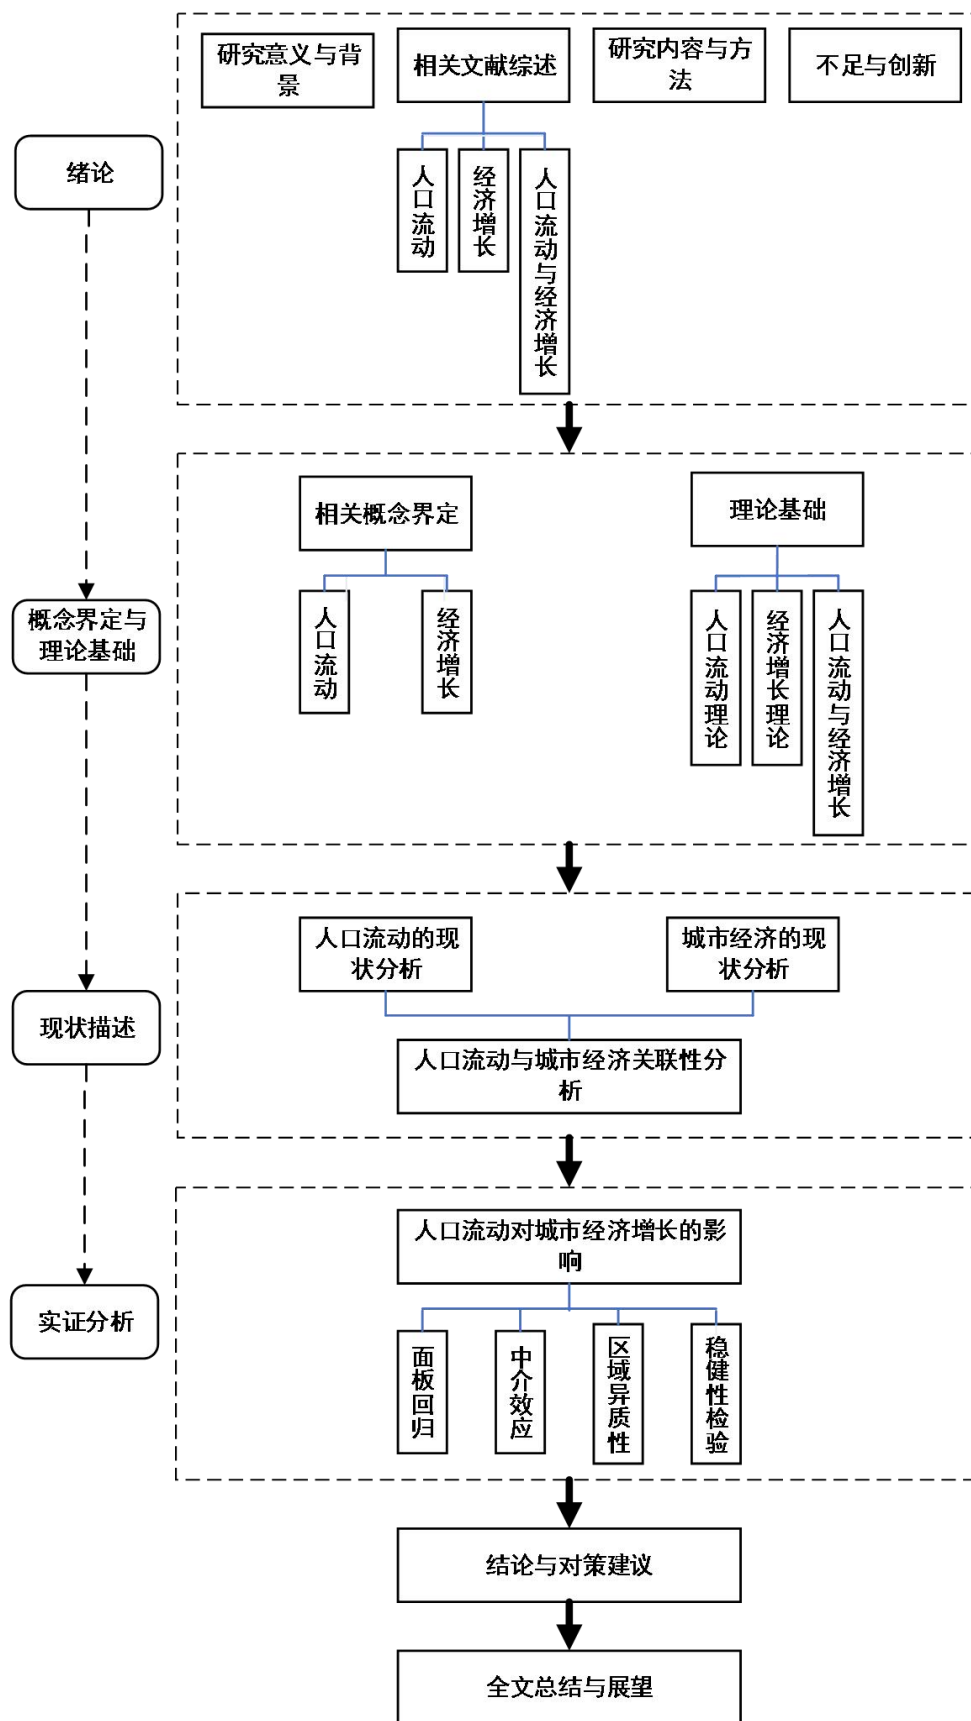 研究意义与背
景
相关文献综述
研究内容与方
法
不足与创新
绪论
人口流动
经济增长
人口流动与经济增长
相关概念界定
理论基础
概念界定与
理论基础
人口流动
经济增长
人口流动理论
经济增长理论
人口流动与经济增长
人口流动的现
状分析
城市经济的现
状分析
现状描述
人口流动与城市经济关联性分
析
人口流动对城市经济增长的影
响
实证分析
面板回归
中介效应
区域异质性
稳健性检验
结论与对策建议
全文总结与展望